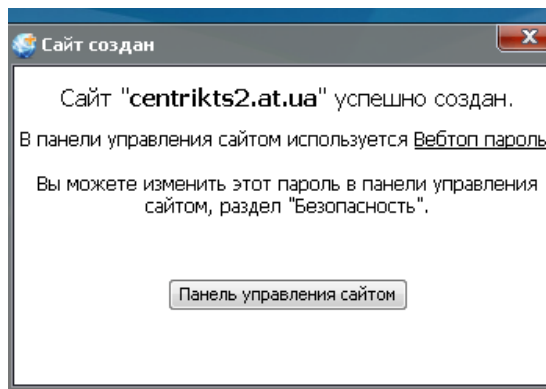 Сайт создан
Сайт "centrikts2.at.ua" успешно создан.
В панели управления сайтом используется Вебтоп пароль
Вы можете изменить этот пароль в панели управления
сайтом, раздел "Безопасность".
Панель управления сайтом